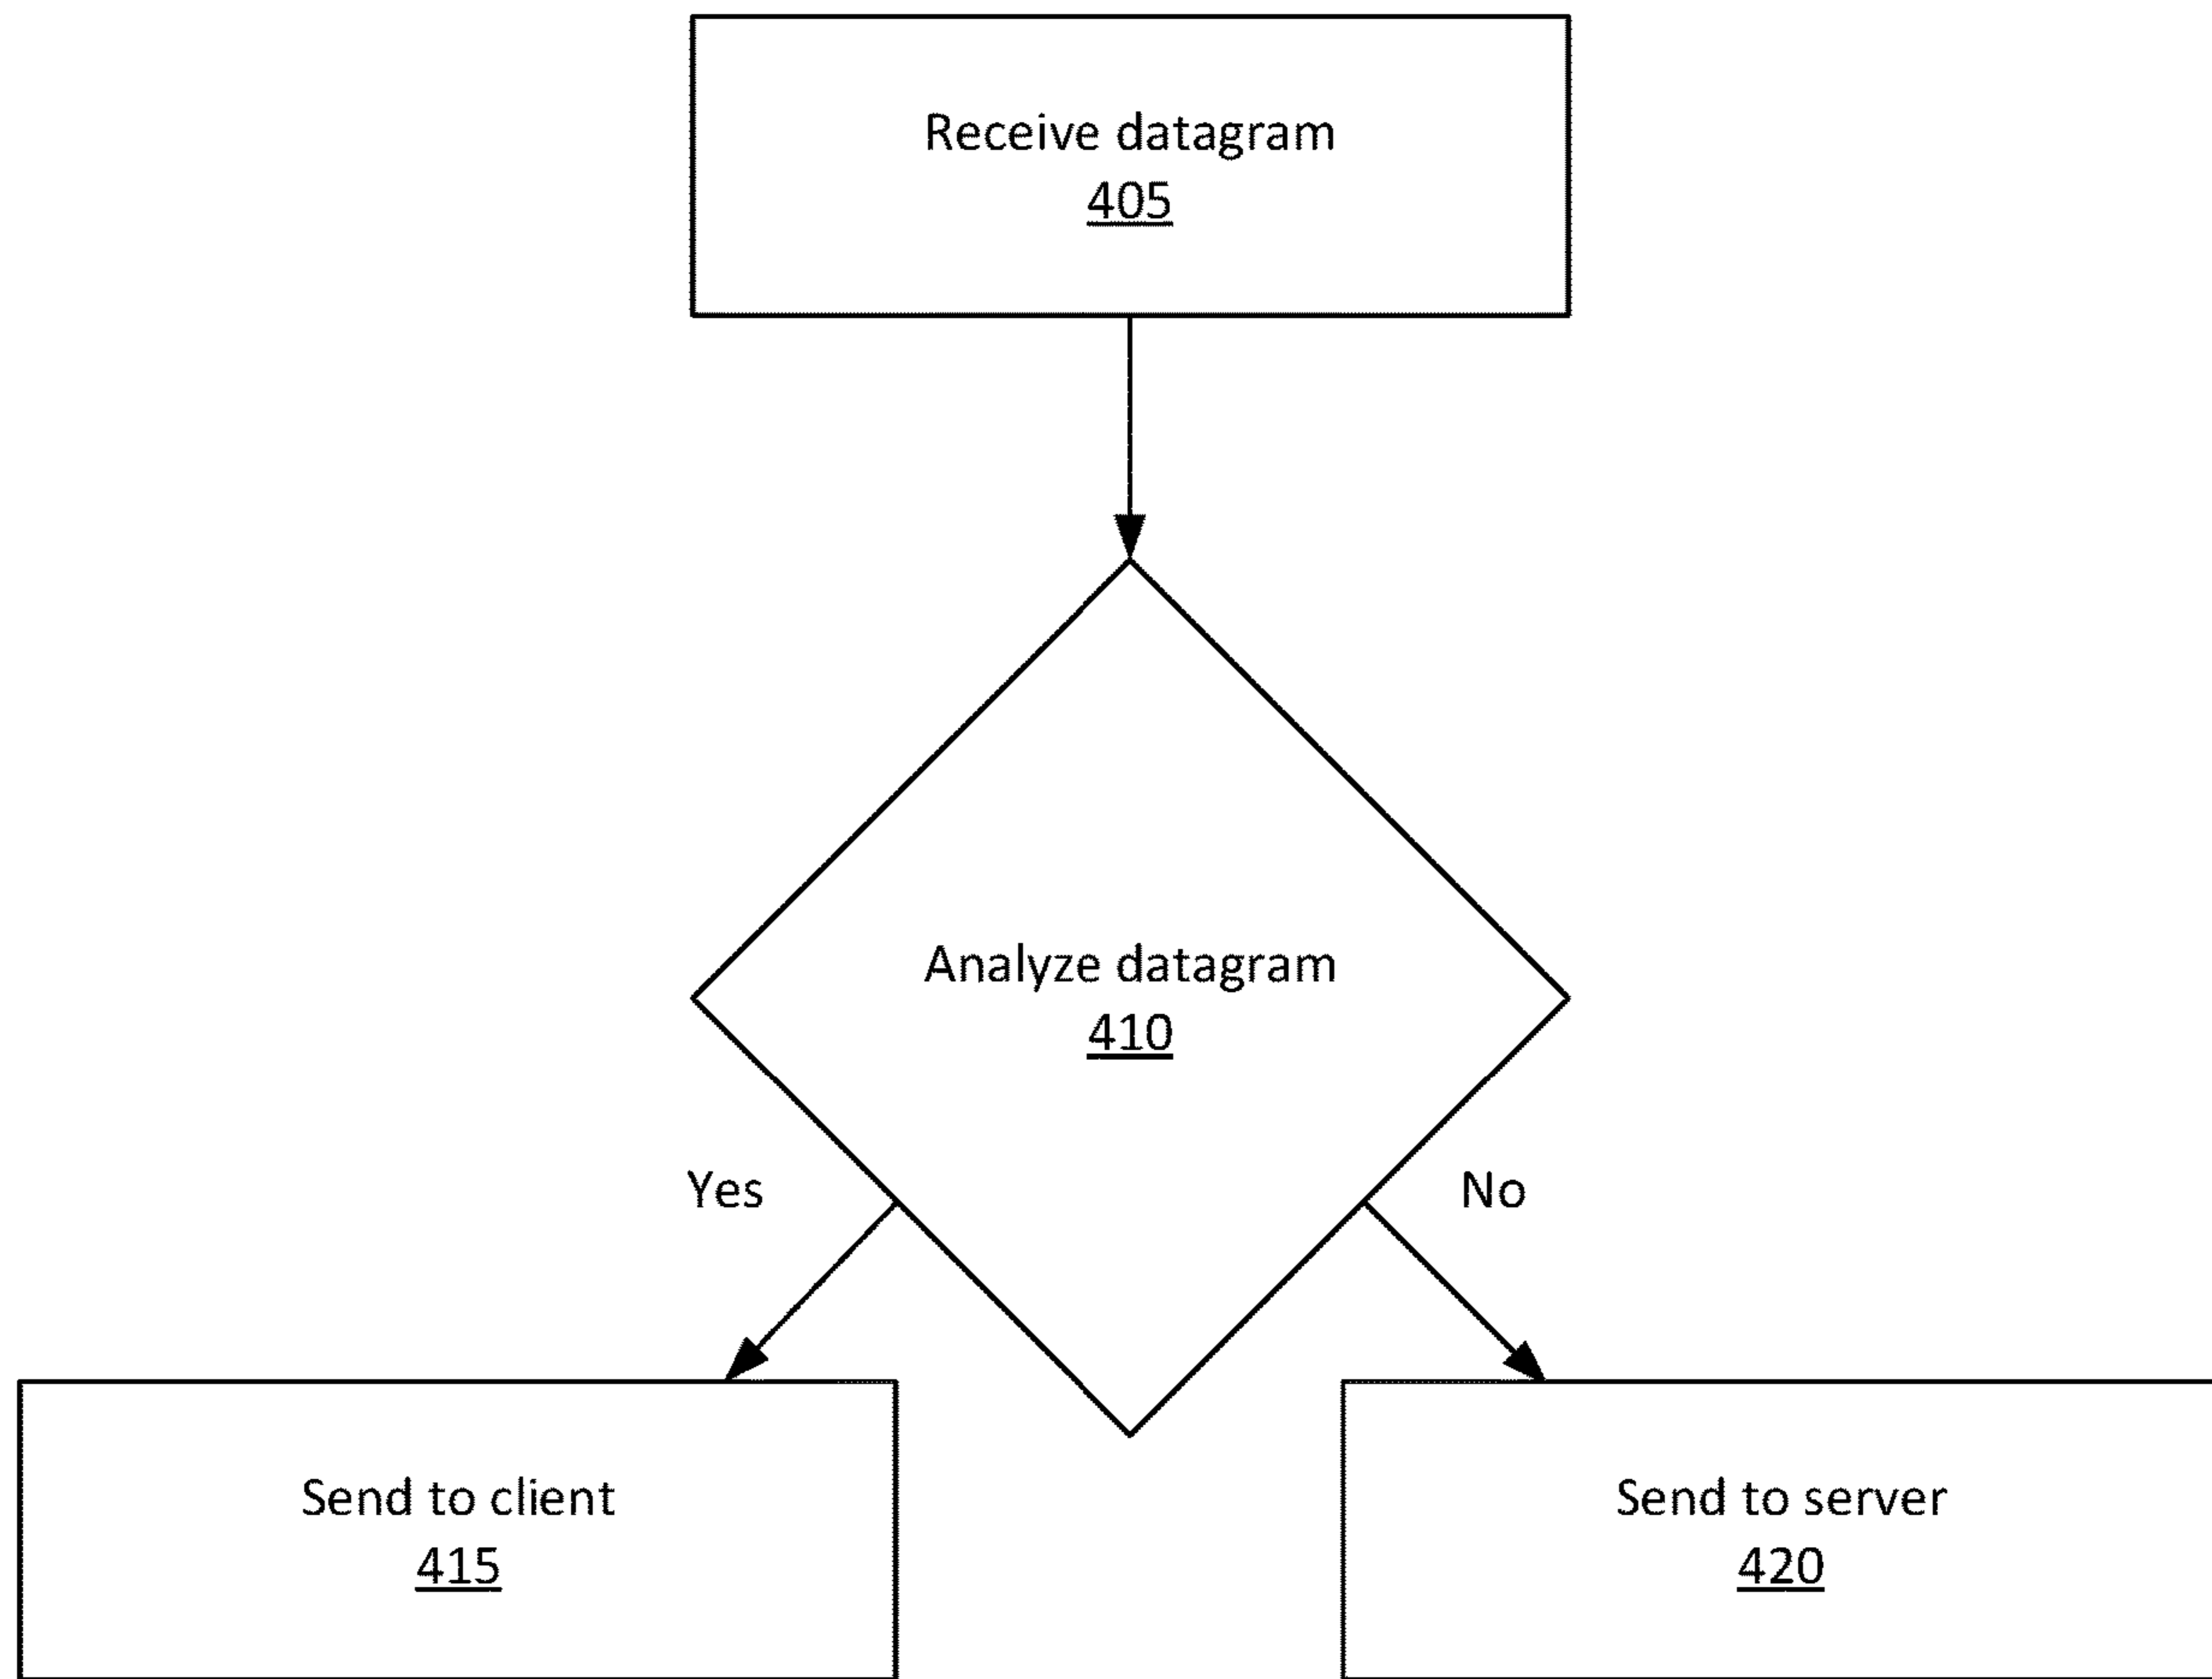 Receive datagram
405
Analyze datagram
410
Yes
No
Send to client
415
Send to server
420